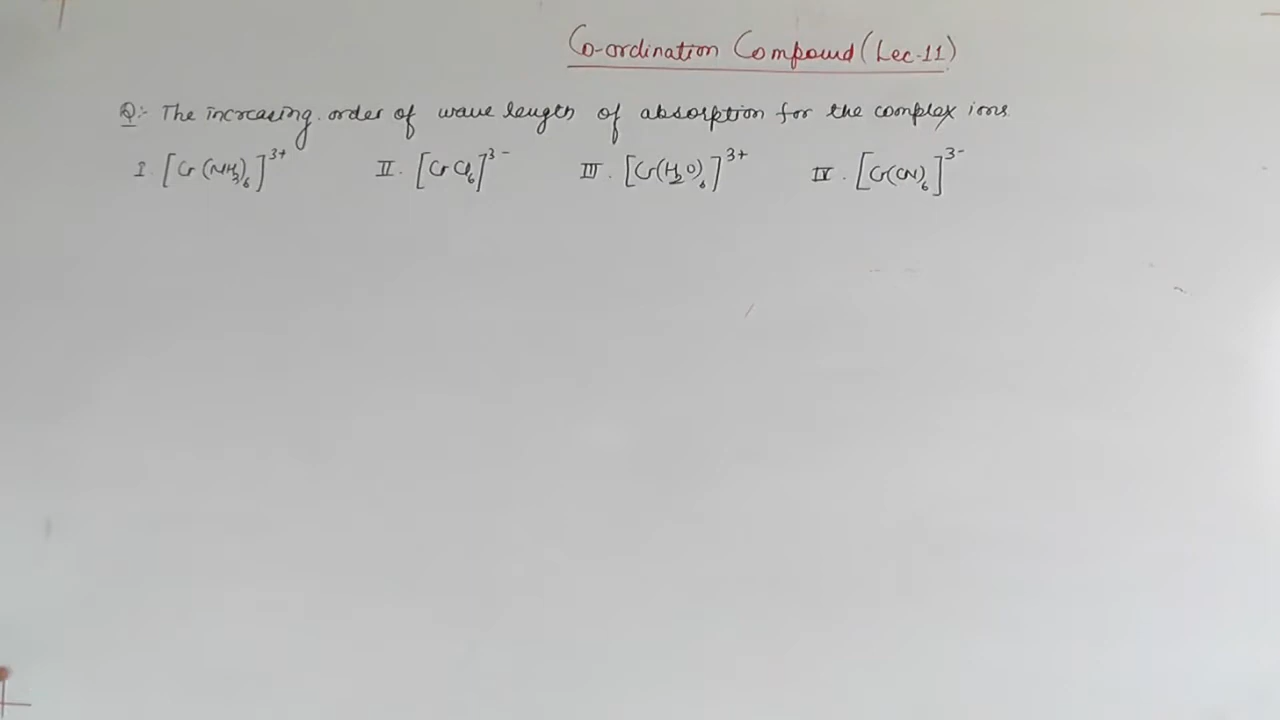 Co-ordination Compound (Lec-11)
Q:- The increasing order of wave length of absorption for the complex ions
I. [Cr(NH₃)₆]³⁺ II. [CrCl₆]³⁻ III. [Cr(H₂O)₆]³⁺ IV. [Cr(CN)₆]³⁻